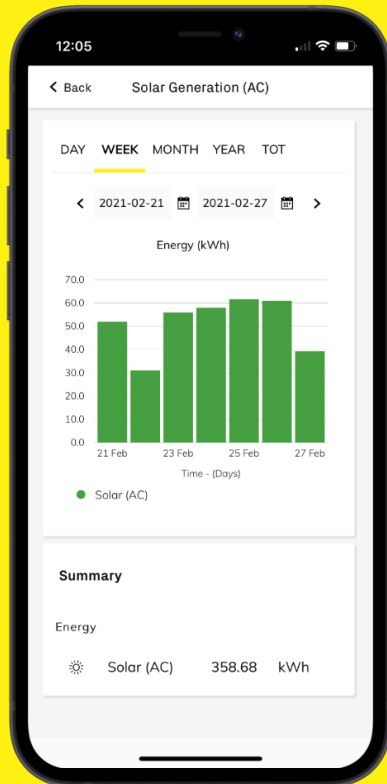 12:05
Back Solar Generation (AC)
DAY WEEK MONTH YEAR TOT
2021-02-21 2021-02-27
Energy (kWh)
70.0
60.0
50.0
40.0
30.0
20.0
10.0
0.0
21 Feb 23 Feb 25 Feb 27 Feb
Time - (Days)
Solar (AC)
Summary
Energy
Solar (AC) 358.68 kWh